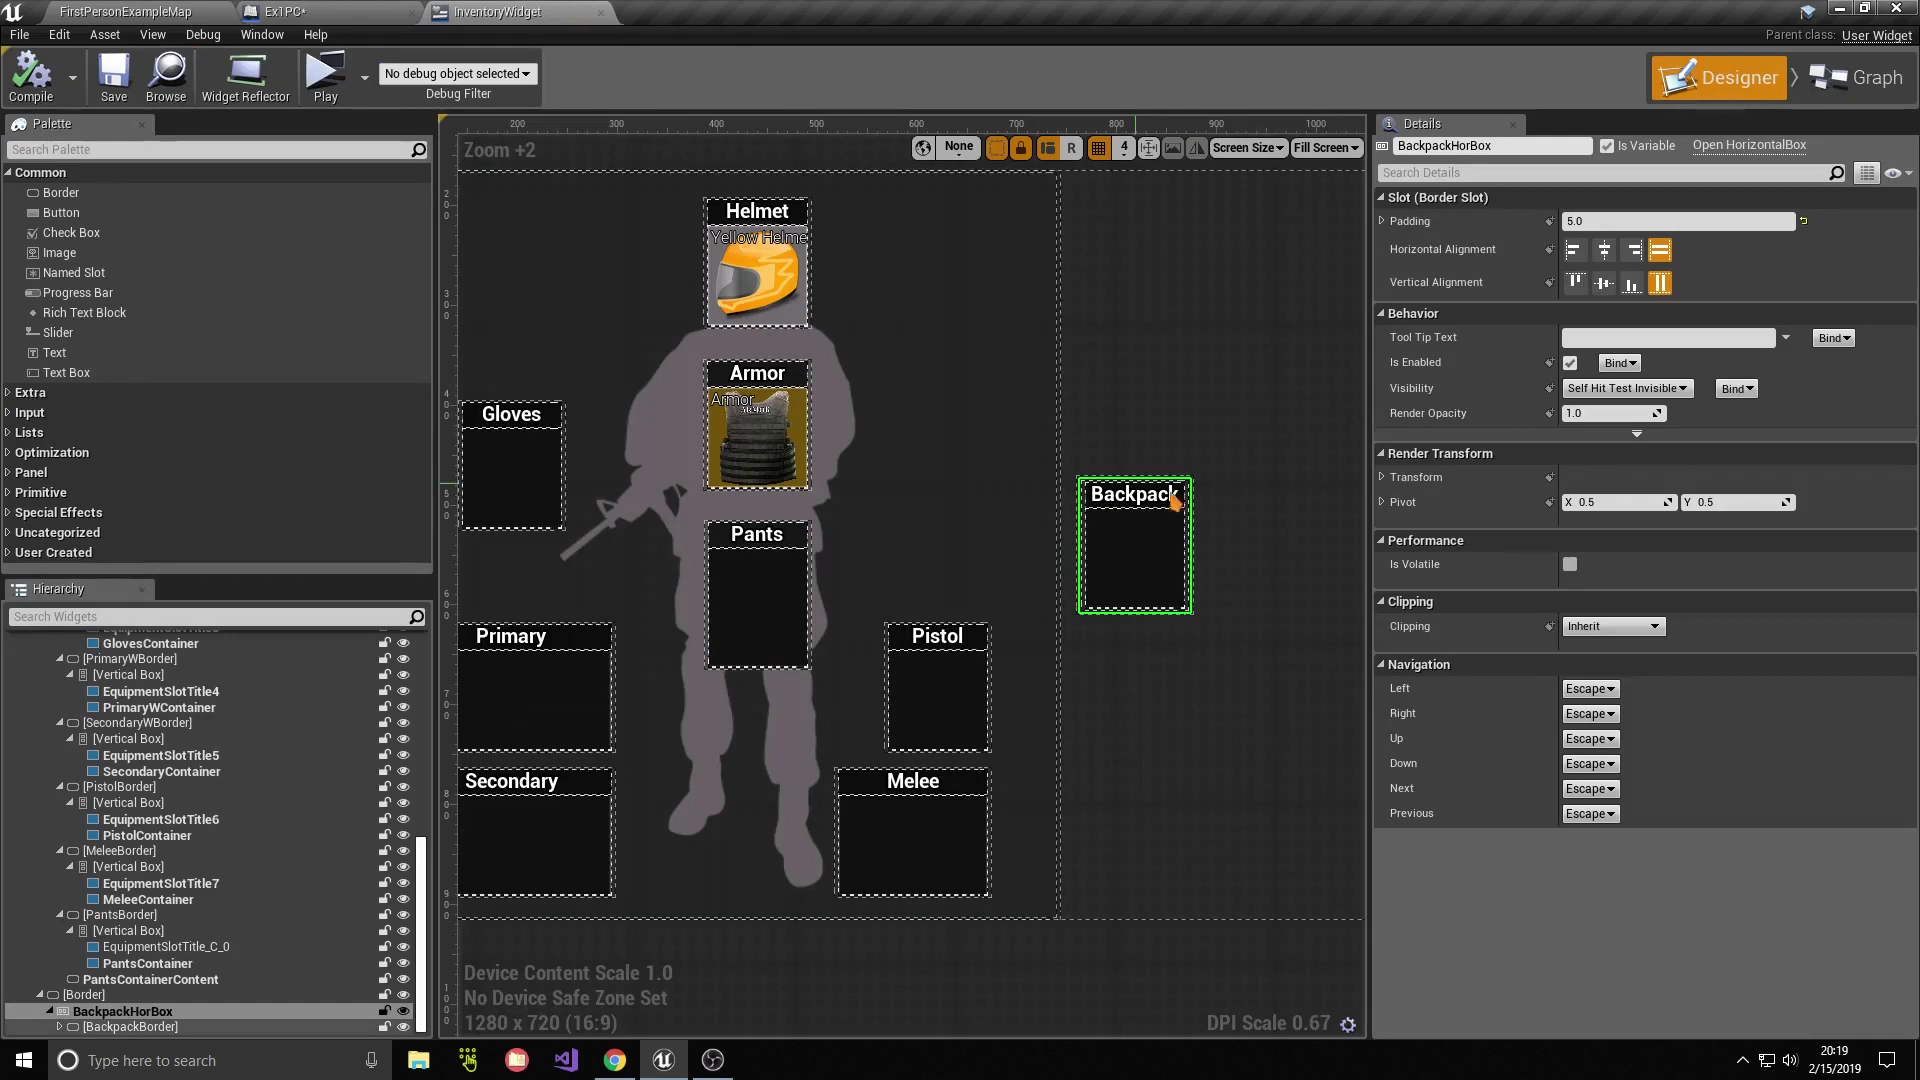 FirstPersonExampleMap
Ex1PC*
InventoryWidget
File Edit Asset View Debug Window Help
Parent class: User Widget
Compile
Save
Browse
Widget Reflector
Play
No debug object selected
Debug Filter
Designer
Graph
Palette
Search Palette
Common
Border
Button
Check Box
Image
Named Slot
Progress Bar
Rich Text Block
Slider
Text
Text Box
Extra
Input
Lists
Optimization
Panel
Primitive
Special Effects
Uncategorized
User Created
Hierarchy
Search Widgets
GlovesContainer
[PrimaryWBorder]
[Vertical Box]
EquipmentSlotTitle4
PrimaryWContainer
[SecondaryWBorder]
[Vertical Box]
EquipmentSlotTitle5
SecondaryContainer
[PistolBorder]
[Vertical Box]
EquipmentSlotTitle6
PistolContainer
[MeleeBorder]
[Vertical Box]
EquipmentSlotTitle7
MeleeContainer
[PantsBorder]
[Vertical Box]
EquipmentSlotTitle_C_0
PantsContainer
PantsContainerContent
[Border]
BackpackHorBox
[BackpackBorder]
200 300 400 500 600 700 800 900 1000
Zoom +2
None
R
4
Screen Size
Fill Screen
200
300
400
500
600
700
800
900
Helmet
Yellow Helme
Armor
Armor
Gloves
Pants
Backpack
Primary
Pistol
Secondary
Melee
Device Content Scale 1.0
No Device Safe Zone Set
1280 x 720 (16:9)
DPI Scale 0.67
Details
BackpackHorBox
Is Variable
Open HorizontalBox
Search Details
Slot (Border Slot)
Padding 5.0
Horizontal Alignment
Vertical Alignment
Behavior
Tool Tip Text Bind
Is Enabled Bind
Visibility Self Hit Test Invisible Bind
Render Opacity 1.0
Render Transform
Transform
Pivot X 0.5 Y 0.5
Performance
Is Volatile
Clipping
Clipping Inherit
Navigation
Left Escape
Right Escape
Up Escape
Down Escape
Next Escape
Previous Escape
Type here to search
20:19
2/15/2019